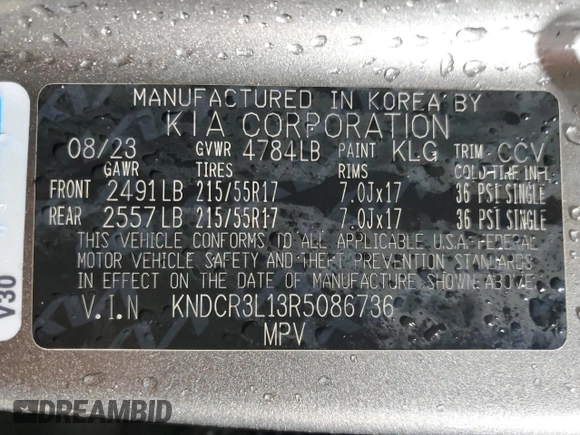 MANUFACTURED IN KOREA BY
KIA CORPORATION
08/23 GVWR 4784LB PAINT KLG TRIM CCV
GAWR TIRES RIMS COLD TIRE INFL.
FRONT 2491LB 215/55R17 7.0Jx17 36 PSI SINGLE
REAR 2557LB 215/55R17 7.0Jx17 36 PSI SINGLE
THIS VEHICLE CONFORMS TO ALL APPLICABLE U.S.A. FEDERAL
MOTOR VEHICLE SAFETY AND THEFT PREVENTION STANDARDS
IN EFFECT ON THE DATE OF MANUFACTURE SHOWN ABOVE.
V.I.N KNDCR3L13R5086736
MPV
V30
DREAMBID